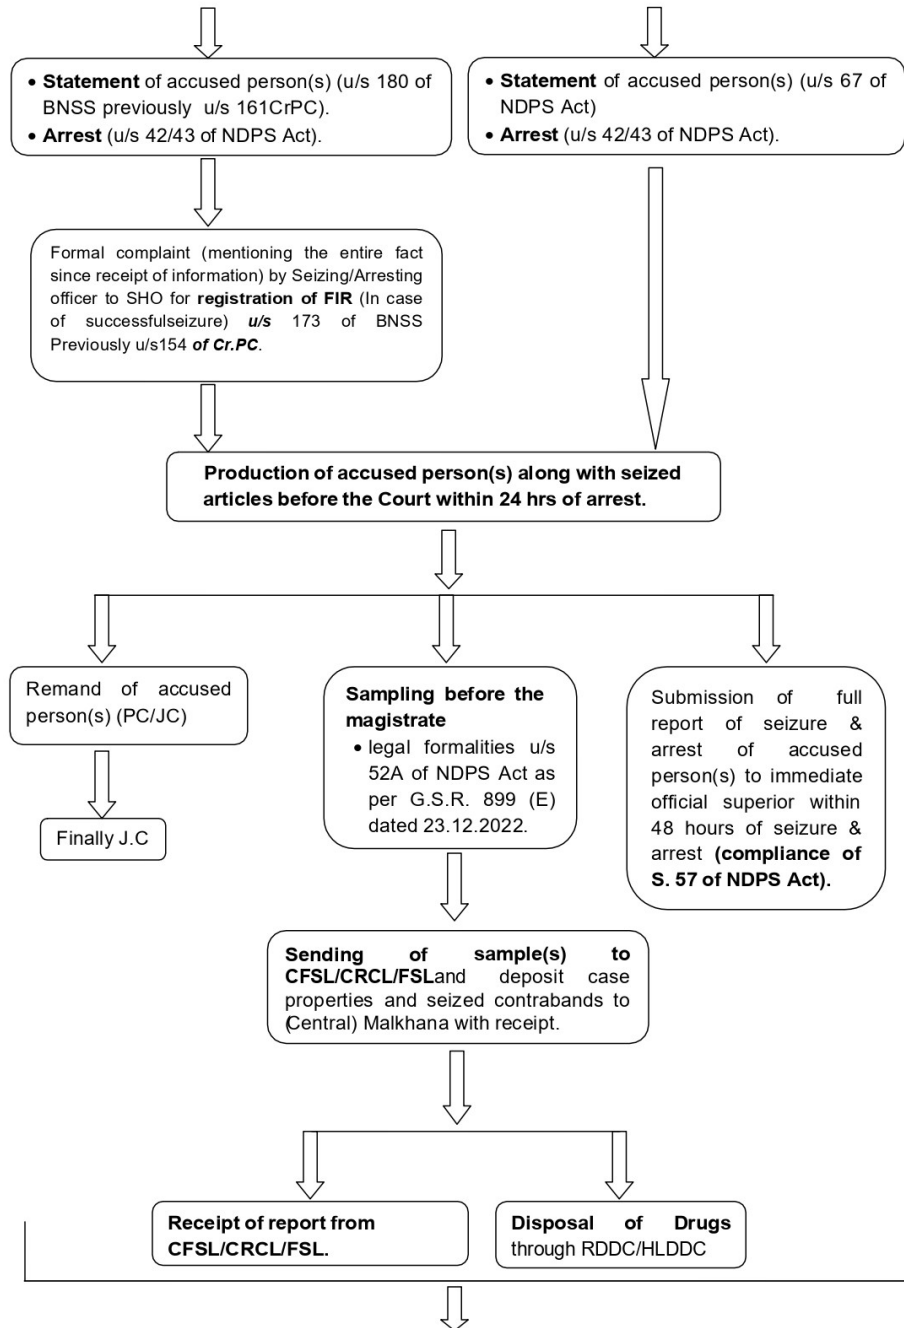 • Statement of accused person(s) (u/s 180 of
BNSS previously u/s 161CrPC).
• Arrest (u/s 42/43 of NDPS Act).
• Statement of accused person(s) (u/s 67 of
NDPS Act)
• Arrest (u/s 42/43 of NDPS Act).
Formal complaint (mentioning the entire fact
since receipt of information) by Seizing/Arresting
officer to SHO for registration of FIR (In case
of successfulseizure) u/s 173 of BNSS
Previously u/s154 of Cr.PC.
Production of accused person(s) along with seized
articles before the Court within 24 hrs of arrest.
Remand of accused
person(s) (PC/JC)
Finally J.C
Sampling before the
magistrate
• legal formalities u/s
52A of NDPS Act as
per G.S.R. 899 (E)
dated 23.12.2022.
Submission of full
report of seizure &
arrest of accused
person(s) to immediate
official superior within
48 hours of seizure &
arrest (compliance of
S. 57 of NDPS Act).
Sending of sample(s) to
CFSL/CRCL/FSLand deposit case
properties and seized contrabands to
(Central) Malkhana with receipt.
Receipt of report from
CFSL/CRCL/FSL.
Disposal of Drugs
through RDDC/HLDDC